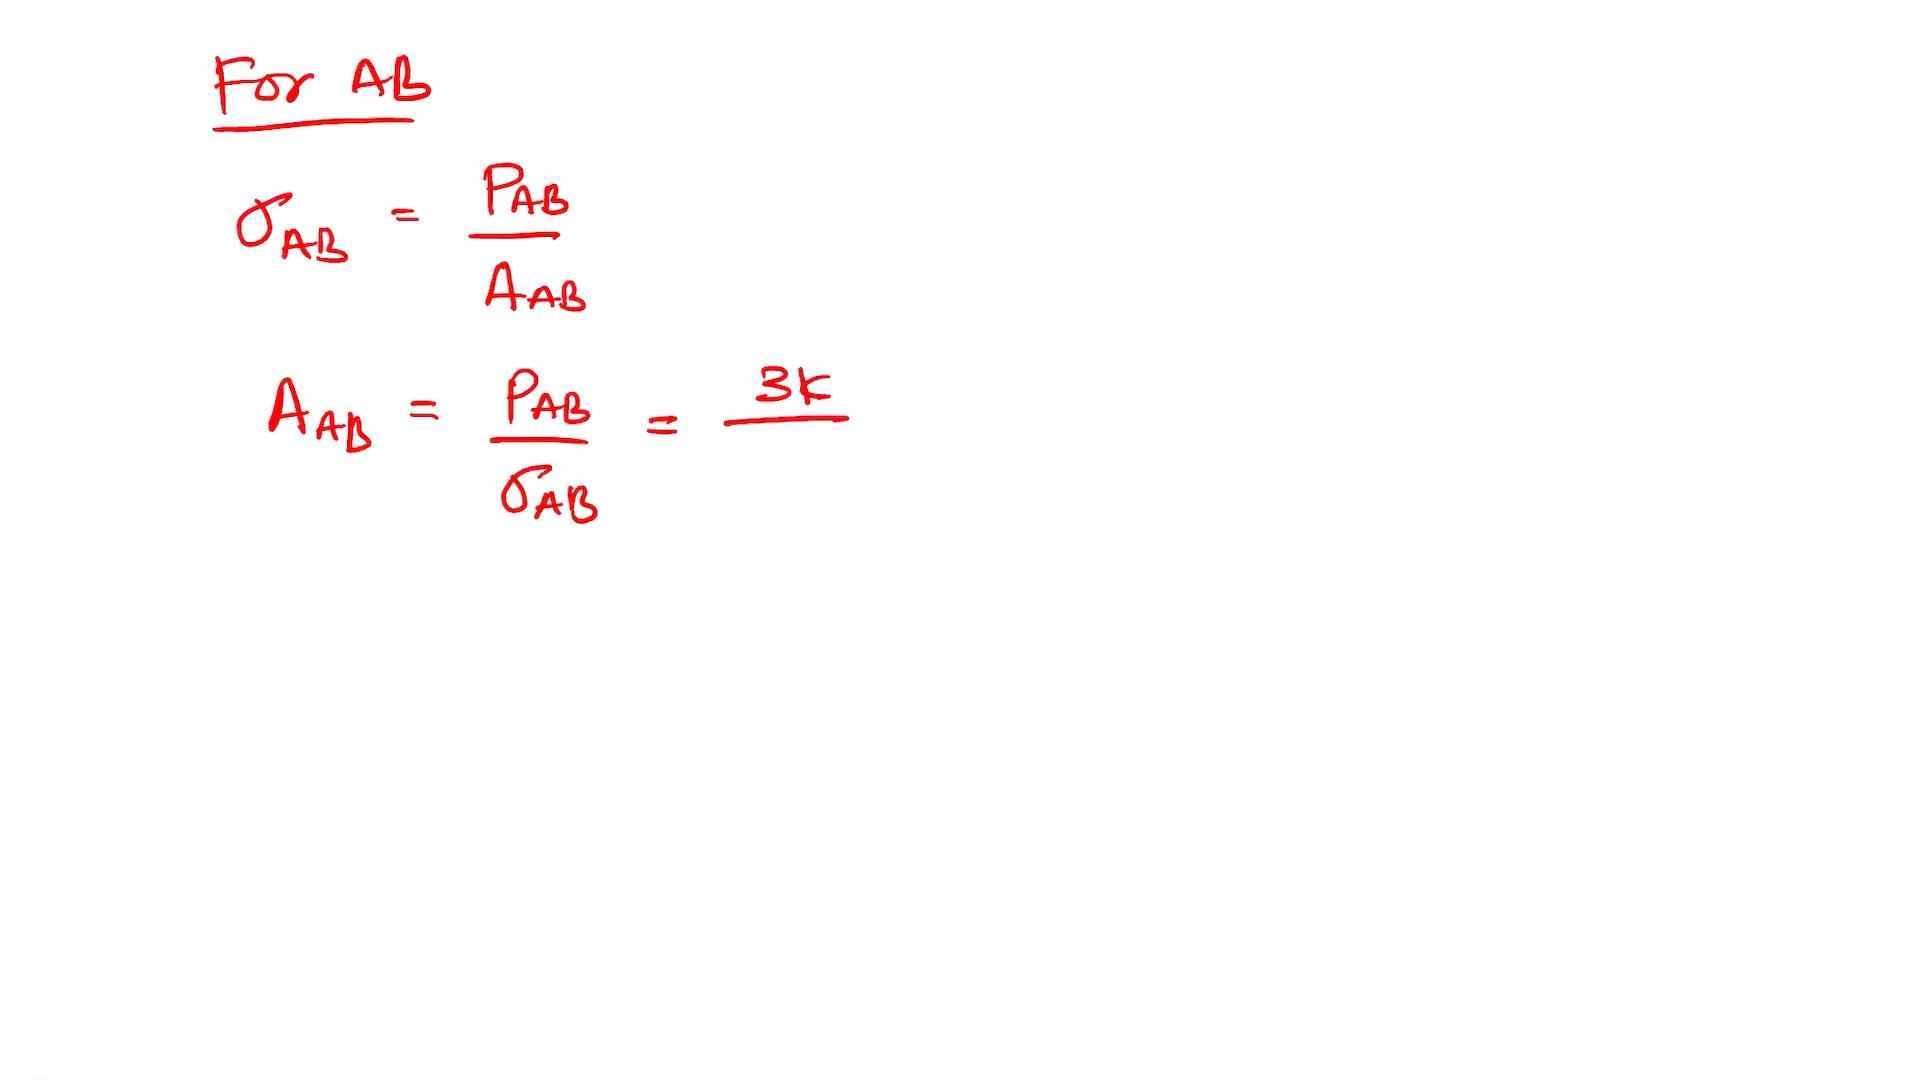 For AB
σAB = PAB / AAB
AAB = PAB / σAB = 3K /